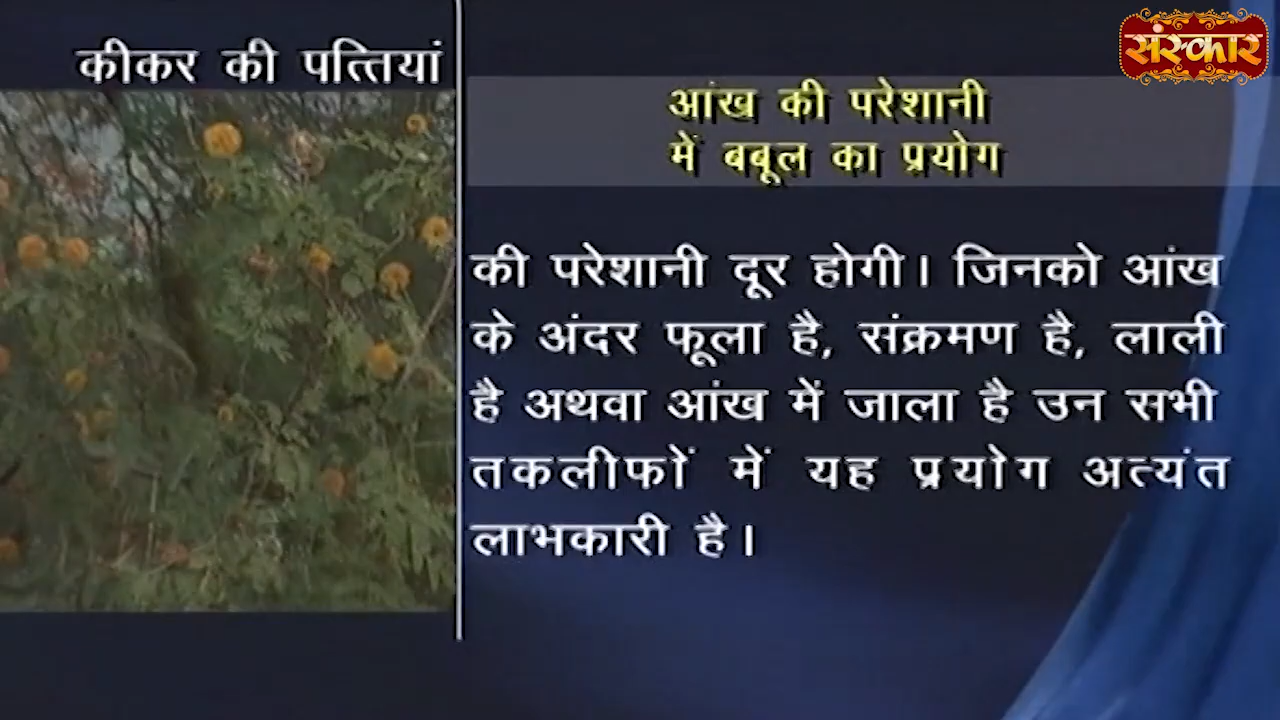 संस्कार
कीकर की पत्तियां
आंख की परेशानी
में बबूल का प्रयोग
की परेशानी दूर होगी। जिनको आंख
के अंदर फूला है, संक्रमण है, लाली
है अथवा आंख में जाला है उन सभी
तकलीफों में यह प्रयोग अत्यंत
लाभकारी है।